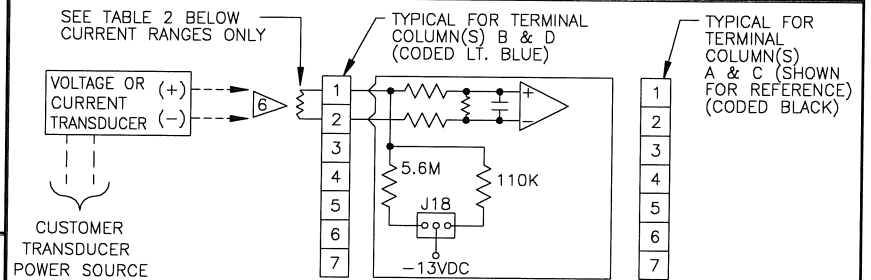 SEE TABLE 2 BELOW
CURRENT RANGES ONLY
TYPICAL FOR TERMINAL
COLUMN(S) B & D
(CODED LT. BLUE)
TYPICAL FOR
TERMINAL
COLUMN(S)
A & C (SHOWN
FOR REFERENCE)
(CODED BLACK)
VOLTAGE OR (+)
CURRENT
TRANSDUCER (−)
6
1
2
3
4
5
6
7
+
−
5.6M
110K
J18
−13VDC
1
2
3
4
5
6
7
CUSTOMER
TRANSDUCER
POWER SOURCE